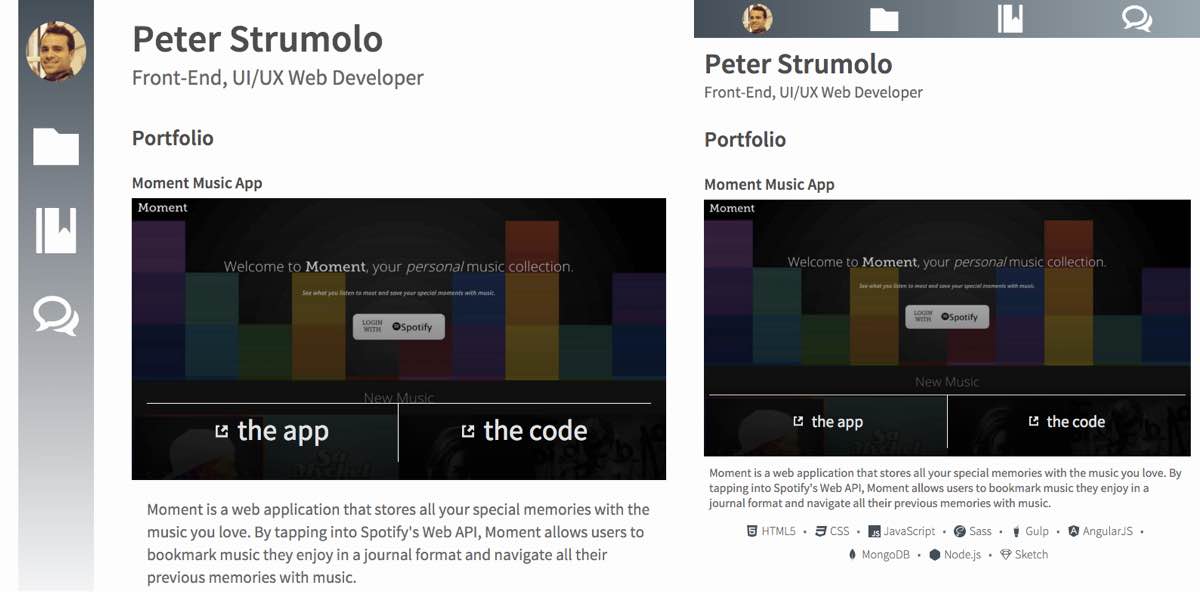 Peter Strumolo
Front-End, UI/UX Web Developer
Portfolio
Moment Music App
Moment
Welcome to Moment, your personal music collection.
See what you listen to most and save your special moments with music.
LOGIN
WITH
Spotify
New Music
the app
the code
Moment is a web application that stores all your special memories with the
music you love. By tapping into Spotify's Web API, Moment allows users to
bookmark music they enjoy in a journal format and navigate all their
previous memories with music.
Peter Strumolo
Front-End, UI/UX Web Developer
Portfolio
Moment Music App
Moment
Welcome to Moment, your personal music collection.
See what you listen to most and save your special moments with music.
LOGIN
WITH
Spotify
New Music
the app
the code
Moment is a web application that stores all your special memories with the music you love. By
tapping into Spotify's Web API, Moment allows users to bookmark music they enjoy in a
journal format and navigate all their previous memories with music.
HTML5 • CSS • JavaScript • Sass • Gulp • AngularJS •
MongoDB • Node.js • Sketch